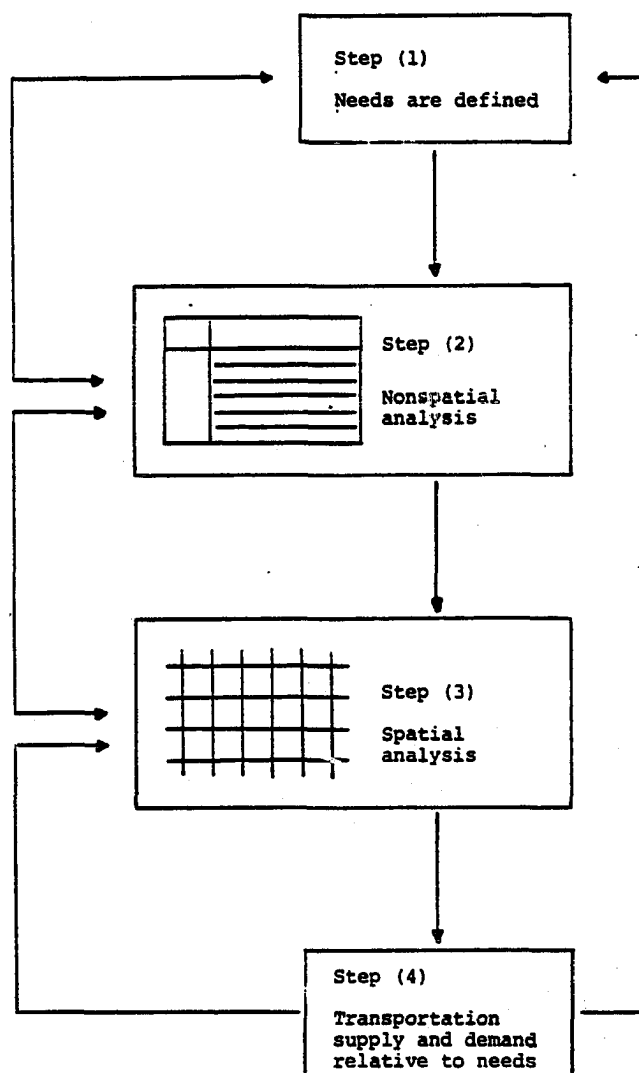 Step (1)
Needs are defined
Step (2)
Nonspatial
analysis
Step (3)
Spatial
analysis
Step (4)
Transportation
supply and demand
relative to needs